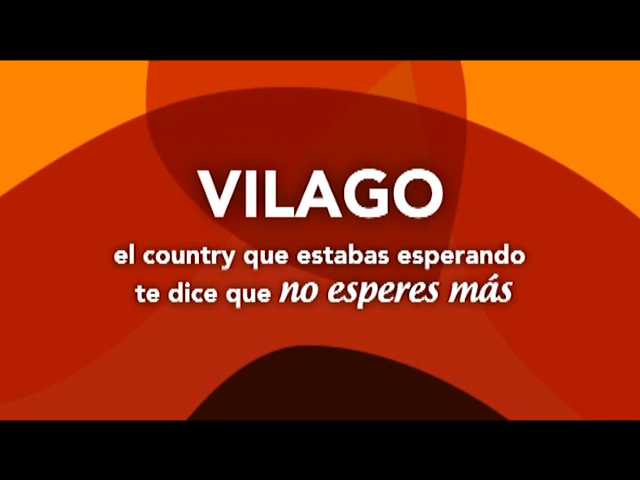 VILAGO
el country que estabas esperando
te dice que no esperes más